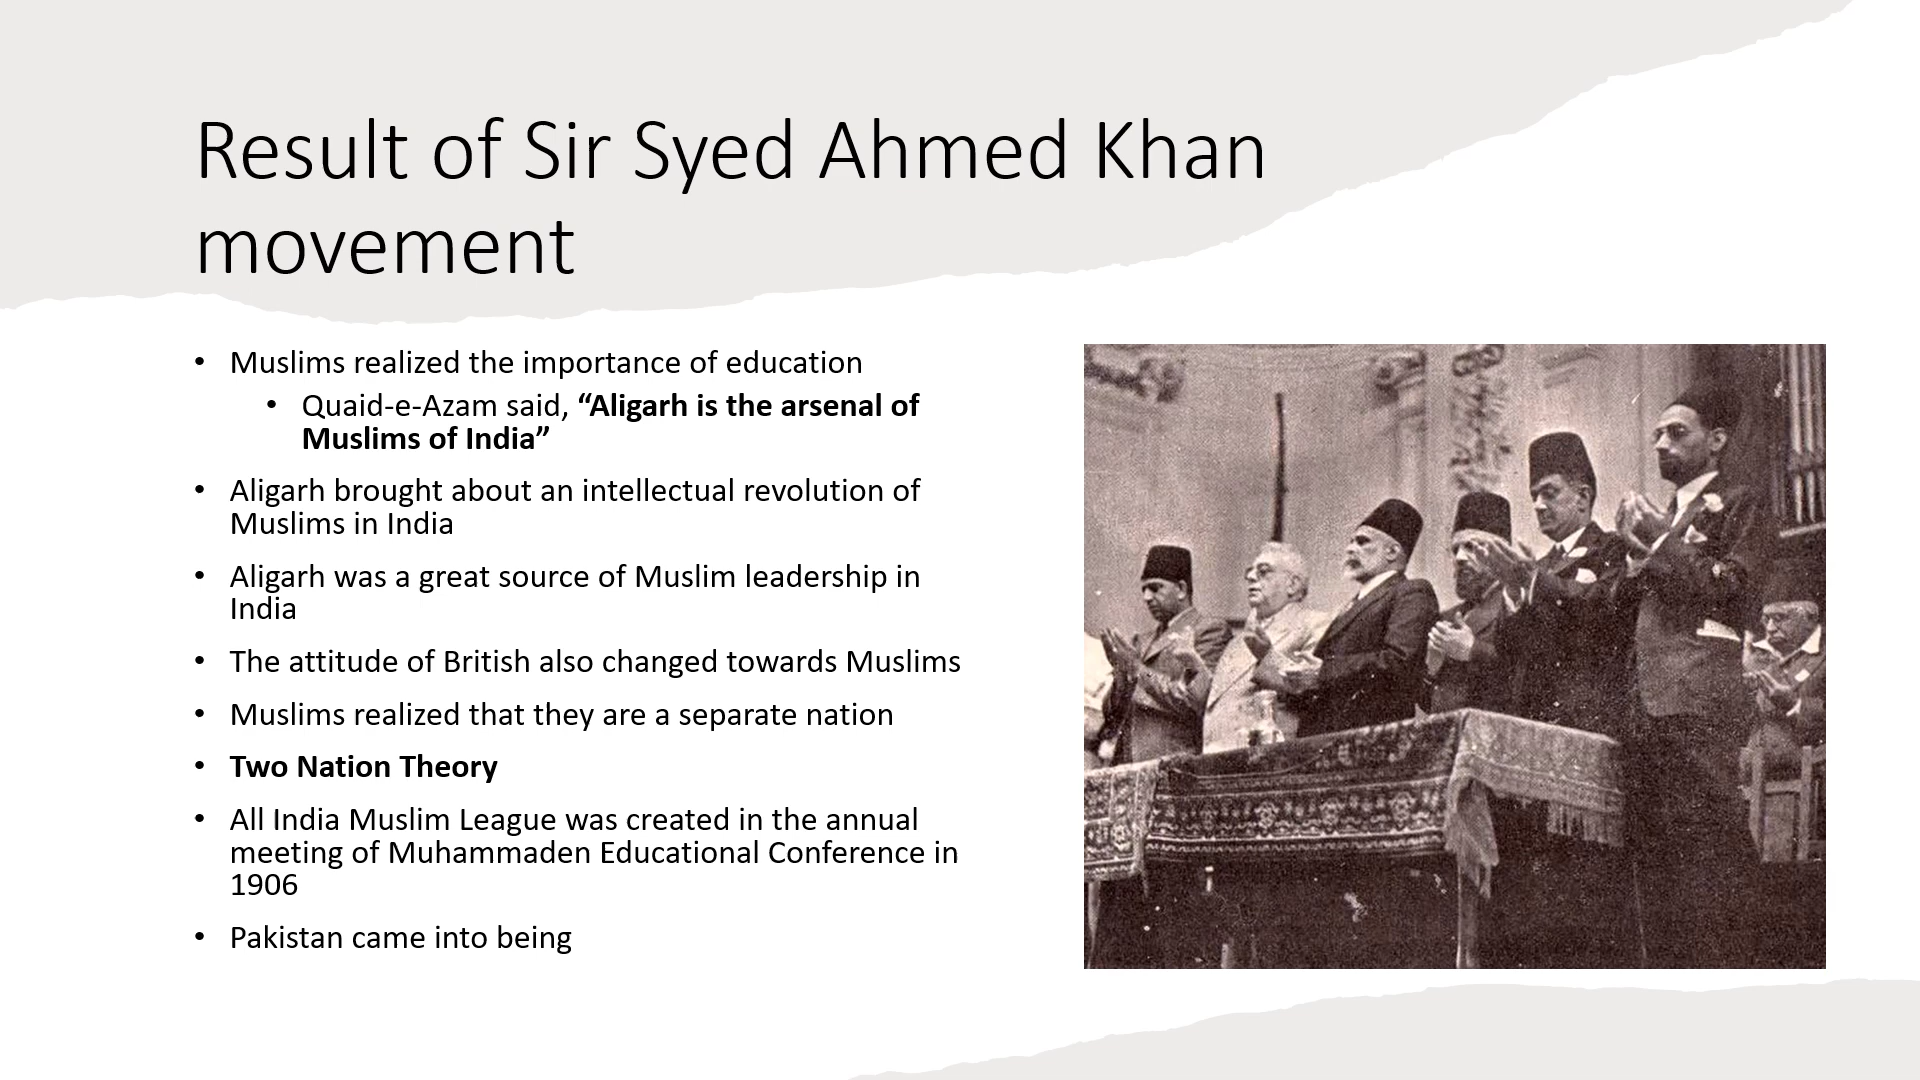 Result of Sir Syed Ahmed Khan
movement
• Muslims realized the importance of education
• Quaid-e-Azam said, “Aligarh is the arsenal of
Muslims of India”
• Aligarh brought about an intellectual revolution of
Muslims in India
• Aligarh was a great source of Muslim leadership in
India
• The attitude of British also changed towards Muslims
• Muslims realized that they are a separate nation
• Two Nation Theory
• All India Muslim League was created in the annual
meeting of Muhammaden Educational Conference in
1906
• Pakistan came into being